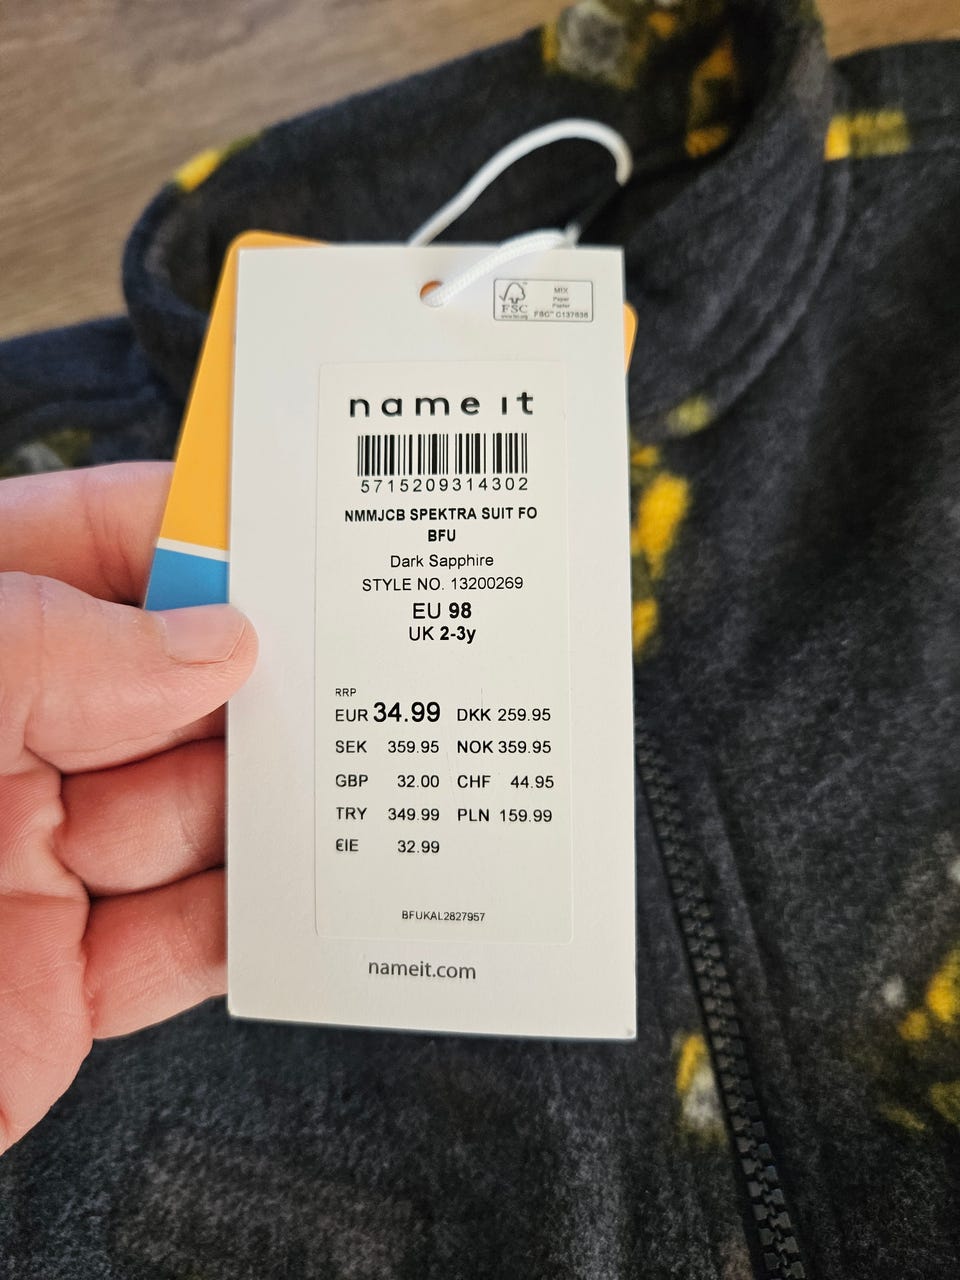 MIX
Paper
Papier
FSC
www.fsc.org
FSC™ C137838
name it
5715209314302
NMMJCB SPEKTRA SUIT FO
BFU
Dark Sapphire
STYLE NO. 13200269
EU 98
UK 2-3y
RRP
EUR 34.99 DKK 259.95
SEK 359.95 NOK 359.95
GBP 32.00 CHF 44.95
TRY 349.99 PLN 159.99
€IE 32.99
BFUKAL2827957
nameit.com